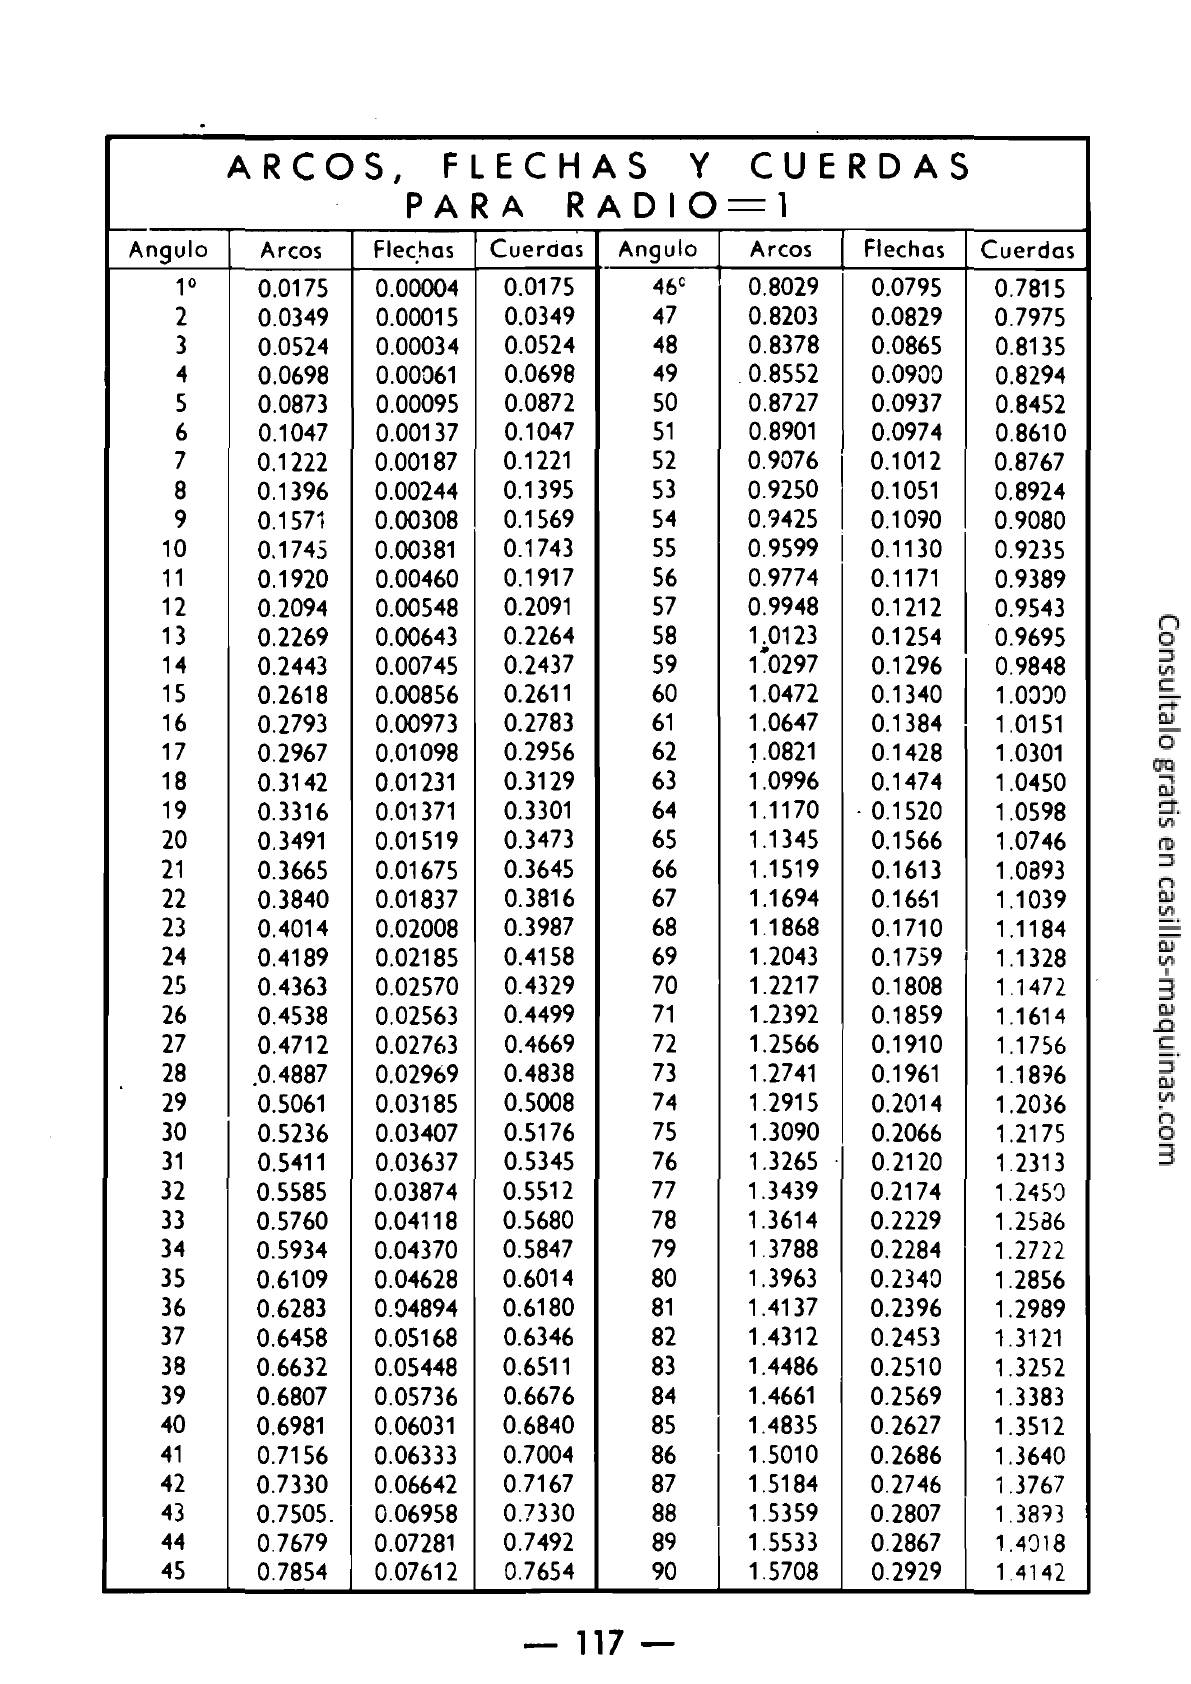 ARCOS, FLECHAS Y CUERDAS
PARA RADIO=1
Angulo Arcos Flechas Cuerdas Angulo Arcos Flechas Cuerdas
1º 0.0175 0.00004 0.0175 46º 0.8029 0.0795 0.7815
2 0.0349 0.00015 0.0349 47 0.8203 0.0829 0.7975
3 0.0524 0.00034 0.0524 48 0.8378 0.0865 0.8135
4 0.0698 0.00061 0.0698 49 0.8552 0.0900 0.8294
5 0.0873 0.00095 0.0872 50 0.8727 0.0937 0.8452
6 0.1047 0.00137 0.1047 51 0.8901 0.0974 0.8610
7 0.1222 0.00187 0.1221 52 0.9076 0.1012 0.8767
8 0.1396 0.00244 0.1395 53 0.9250 0.1051 0.8924
9 0.1571 0.00308 0.1569 54 0.9425 0.1090 0.9080
10 0.1745 0.00381 0.1743 55 0.9599 0.1130 0.9235
11 0.1920 0.00460 0.1917 56 0.9774 0.1171 0.9389
12 0.2094 0.00548 0.2091 57 0.9948 0.1212 0.9543
13 0.2269 0.00643 0.2264 58 1.0123 0.1254 0.9695
14 0.2443 0.00745 0.2437 59 1.0297 0.1296 0.9848
15 0.2618 0.00856 0.2611 60 1.0472 0.1340 1.0000
16 0.2793 0.00973 0.2783 61 1.0647 0.1384 1.0151
17 0.2967 0.01098 0.2956 62 1.0821 0.1428 1.0301
18 0.3142 0.01231 0.3129 63 1.0996 0.1474 1.0450
19 0.3316 0.01371 0.3301 64 1.1170 0.1520 1.0598
20 0.3491 0.01519 0.3473 65 1.1345 0.1566 1.0746
21 0.3665 0.01675 0.3645 66 1.1519 0.1613 1.0893
22 0.3840 0.01837 0.3816 67 1.1694 0.1661 1.1039
23 0.4014 0.02008 0.3987 68 1.1868 0.1710 1.1184
24 0.4189 0.02185 0.4158 69 1.2043 0.1759 1.1328
25 0.4363 0.02570 0.4329 70 1.2217 0.1808 1.1472
26 0.4538 0.02563 0.4499 71 1.2392 0.1859 1.1614
27 0.4712 0.02763 0.4669 72 1.2566 0.1910 1.1756
28 0.4887 0.02969 0.4838 73 1.2741 0.1961 1.1896
29 0.5061 0.03185 0.5008 74 1.2915 0.2014 1.2036
30 0.5236 0.03407 0.5176 75 1.3090 0.2066 1.2175
31 0.5411 0.03637 0.5345 76 1.3265 0.2120 1.2313
32 0.5585 0.03874 0.5512 77 1.3439 0.2174 1.2450
33 0.5760 0.04118 0.5680 78 1.3614 0.2229 1.2586
34 0.5934 0.04370 0.5847 79 1.3788 0.2284 1.2722
35 0.6109 0.04628 0.6014 80 1.3963 0.2340 1.2856
36 0.6283 0.04894 0.6180 81 1.4137 0.2396 1.2989
37 0.6458 0.05168 0.6346 82 1.4312 0.2453 1.3121
38 0.6632 0.05448 0.6511 83 1.4486 0.2510 1.3252
39 0.6807 0.05736 0.6676 84 1.4661 0.2569 1.3383
40 0.6981 0.06031 0.6840 85 1.4835 0.2627 1.3512
41 0.7156 0.06333 0.7004 86 1.5010 0.2686 1.3640
42 0.7330 0.06642 0.7167 87 1.5184 0.2746 1.3767
43 0.7505. 0.06958 0.7330 88 1.5359 0.2807 1.3893
44 0.7679 0.07281 0.7492 89 1.5533 0.2867 1.4018
45 0.7854 0.07612 0.7654 90 1.5708 0.2929 1.4142
— 117 —
Consultalo gratis en casillas-maquinas.com